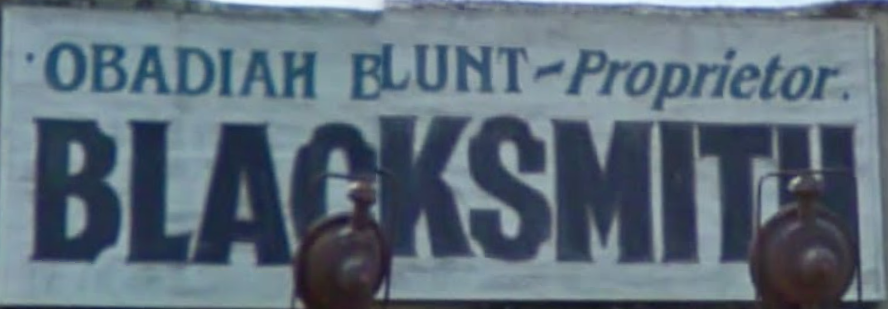 ·OBADIAH BLUNT~Proprietor.
BLACKSMITH